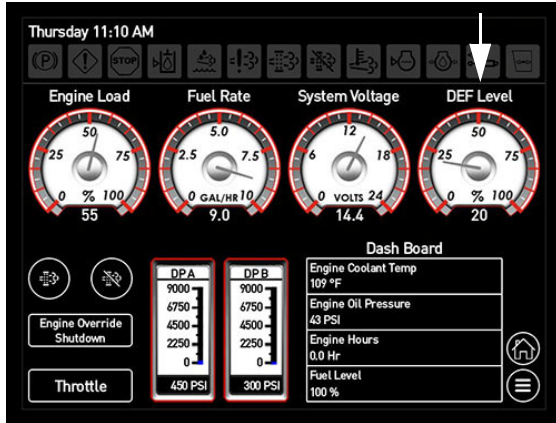 Thursday 11:10 AM
(P)
STOP
Engine Load
Fuel Rate
System Voltage
DEF Level
0 25 50 75 100
%
55
0 2.5 5.0 7.5 10
GAL/HR
9.0
0 6 12 18 24
VOLTS
14.4
0 25 50 75 100
%
20
Engine Override
Shutdown
Throttle
DP A
9000
6750
4500
2250
0
450 PSI
DP B
9000
6750
4500
2250
0
300 PSI
Dash Board
Engine Coolant Temp
109 °F
Engine Oil Pressure
43 PSI
Engine Hours
0.0 Hr
Fuel Level
100 %